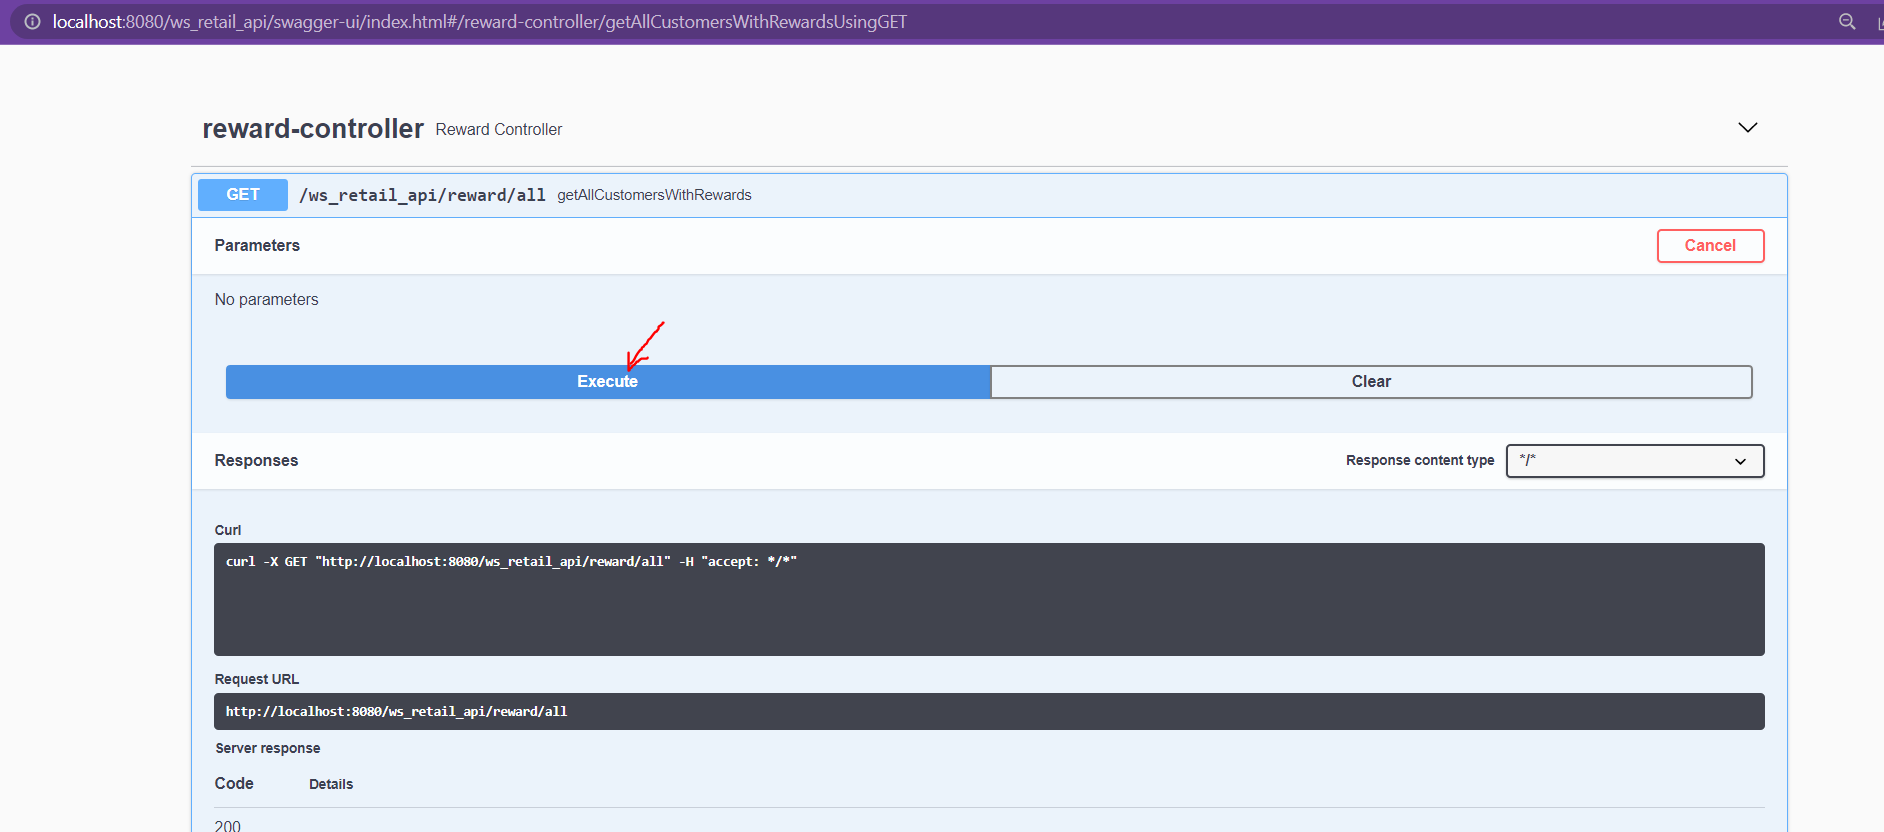 localhost:8080/ws_retail_api/swagger-ui/index.html#/reward-controller/getAllCustomersWithRewardsUsingGET
reward-controller Reward Controller
GET /ws_retail_api/reward/all getAllCustomersWithRewards
Parameters Cancel
No parameters
Execute Clear
Responses Response content type */*
Curl
curl -X GET "http://localhost:8080/ws_retail_api/reward/all" -H "accept: */*"
Request URL
http://localhost:8080/ws_retail_api/reward/all
Server response
Code Details
200